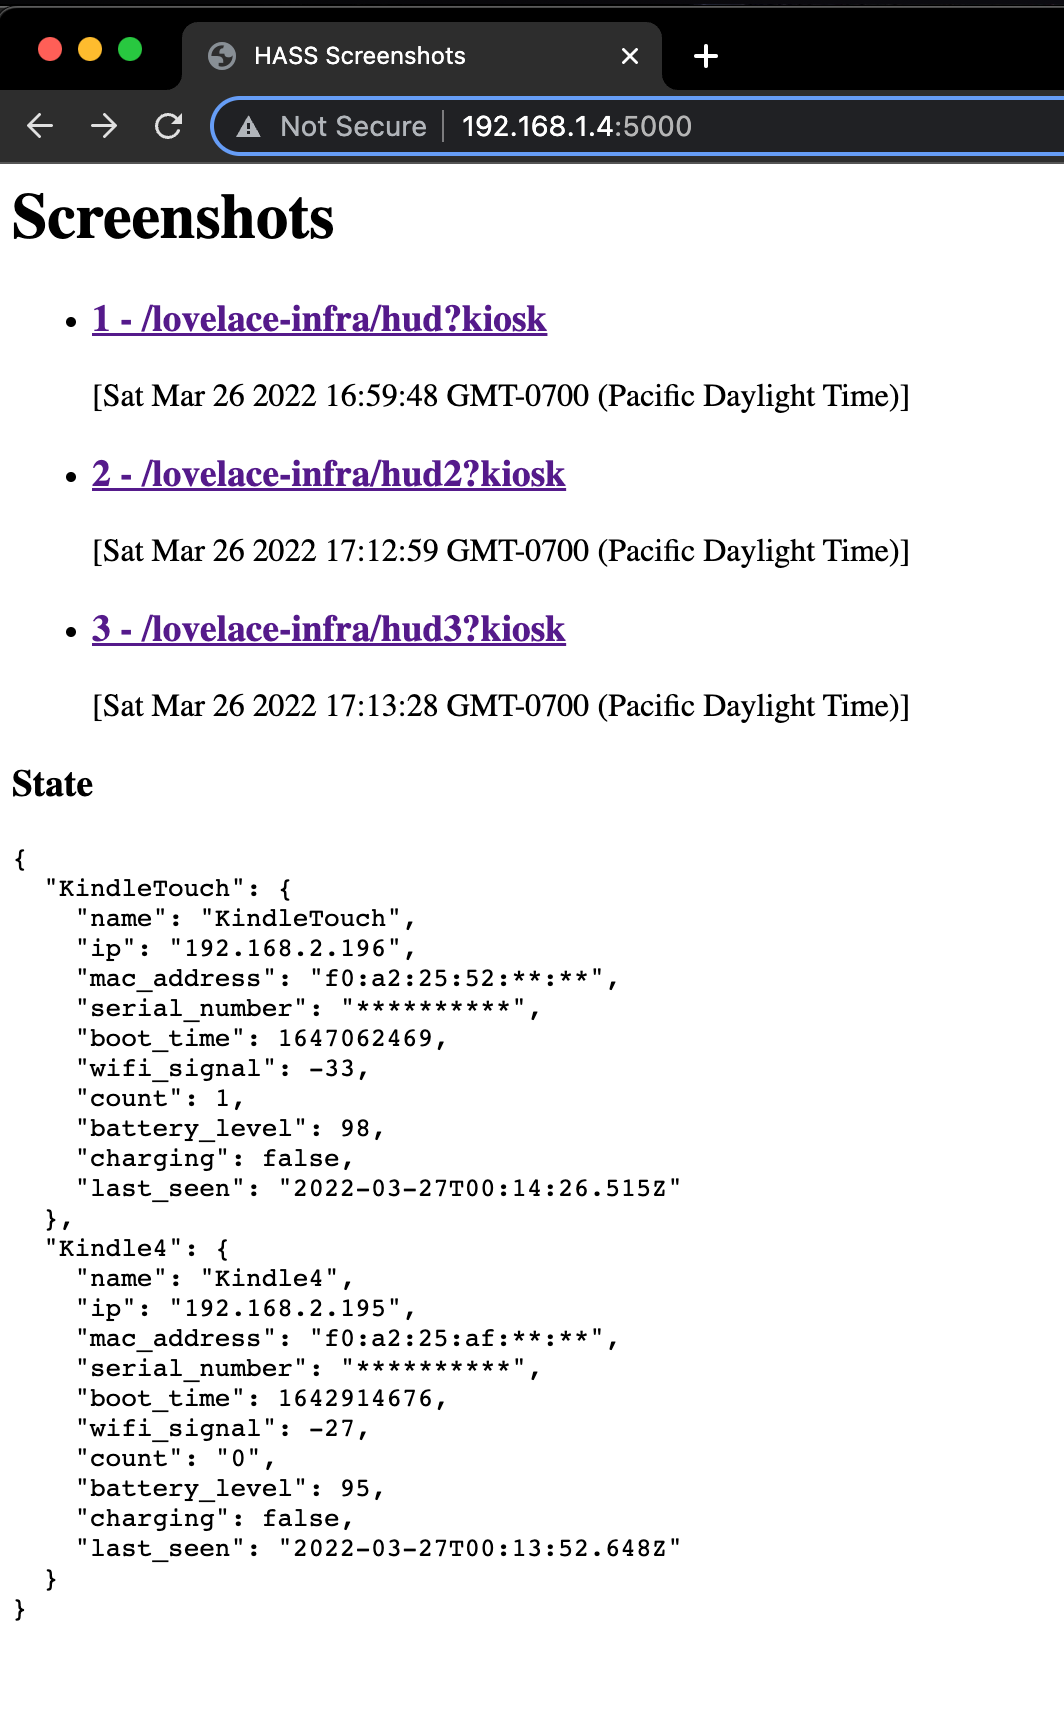 HASS Screenshots
Not Secure | 192.168.1.4:5000
Screenshots
1 - /lovelace-infra/hud?kiosk
[Sat Mar 26 2022 16:59:48 GMT-0700 (Pacific Daylight Time)]
2 - /lovelace-infra/hud2?kiosk
[Sat Mar 26 2022 17:12:59 GMT-0700 (Pacific Daylight Time)]
3 - /lovelace-infra/hud3?kiosk
[Sat Mar 26 2022 17:13:28 GMT-0700 (Pacific Daylight Time)]
State
{
  "KindleTouch": {
    "name": "KindleTouch",
    "ip": "192.168.2.196",
    "mac_address": "f0:a2:25:52:**:**",
    "serial_number": "**********",
    "boot_time": 1647062469,
    "wifi_signal": -33,
    "count": 1,
    "battery_level": 98,
    "charging": false,
    "last_seen": "2022-03-27T00:14:26.515Z"
  },
  "Kindle4": {
    "name": "Kindle4",
    "ip": "192.168.2.195",
    "mac_address": "f0:a2:25:af:**:**",
    "serial_number": "**********",
    "boot_time": 1642914676,
    "wifi_signal": -27,
    "count": "0",
    "battery_level": 95,
    "charging": false,
    "last_seen": "2022-03-27T00:13:52.648Z"
  }
}